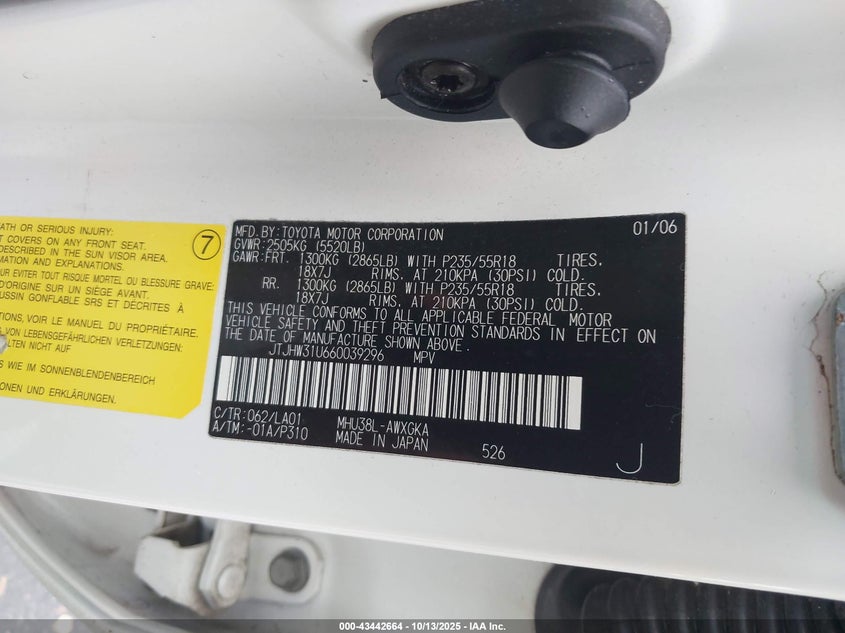 ATH OR SERIOUS INJURY:
T COVERS ON ANY FRONT SEAT.
DESCRIBED IN THE SUN VISOR AREA.
MATION AND EXPLANATIONS.
7
UR EVITER TOUT RISQUE MORTEL OU BLESSURE GRAVE:
D'ORIGINE SUR UN SIÈGE AVANT.
USSIN GONFLABLE SRS ET DÉCRITES À
TIONS, VOIR LE MANUEL DU PROPRIÉTAIRE.
VON LEBENSGEFÄHRLICHEN VERLETZUNGEN:
ALTEN NICHT AUF
S WIE IM SONNENBLENDENBEREICH
IONEN UND ERKLÄRUNGEN.
MFD. BY: TOYOTA MOTOR CORPORATION 01/06
GVWR: 2505KG (5520LB)
GAWR: FRT. 1300KG (2865LB) WITH P235/55R18 TIRES.
18X7J RIMS. AT 210KPA (30PSI) COLD.
RR. 1300KG (2865LB) WITH P235/55R18 TIRES.
18X7J RIMS. AT 210KPA (30PSI) COLD.
THIS VEHICLE CONFORMS TO ALL APPLICABLE FEDERAL MOTOR
VEHICLE SAFETY AND THEFT PREVENTION STANDARDS IN EFFECT ON
THE DATE OF MANUFACTURE SHOWN ABOVE.
JTJHW31U660039296 MPV
C/TR: 062/LA01 MHU38L-AWXGKA
A/TM: -01A/P310 MADE IN JAPAN 526 J
000-43442664 | 10/13/2025 | IAA Inc.